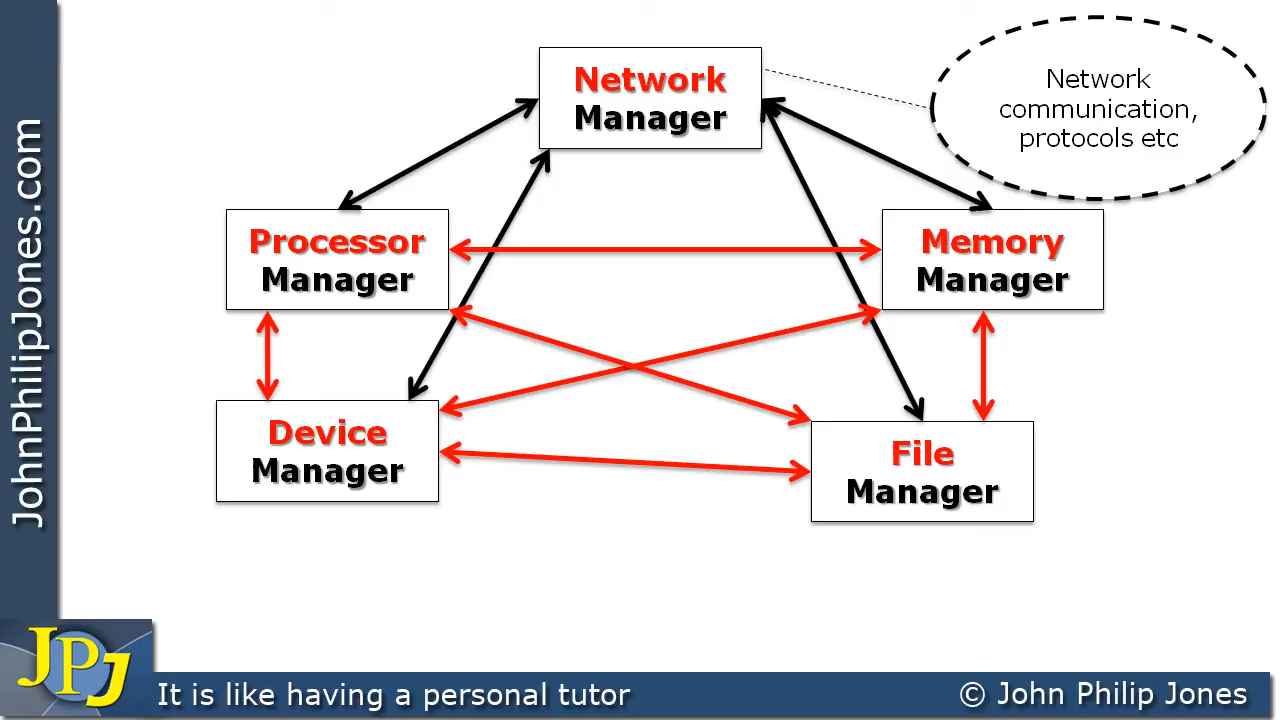 Network
Manager
Network
communication,
protocols etc
Processor
Manager
Memory
Manager
Device
Manager
File
Manager
JohnPhilipJones.com
JPJ
It is like having a personal tutor
© John Philip Jones